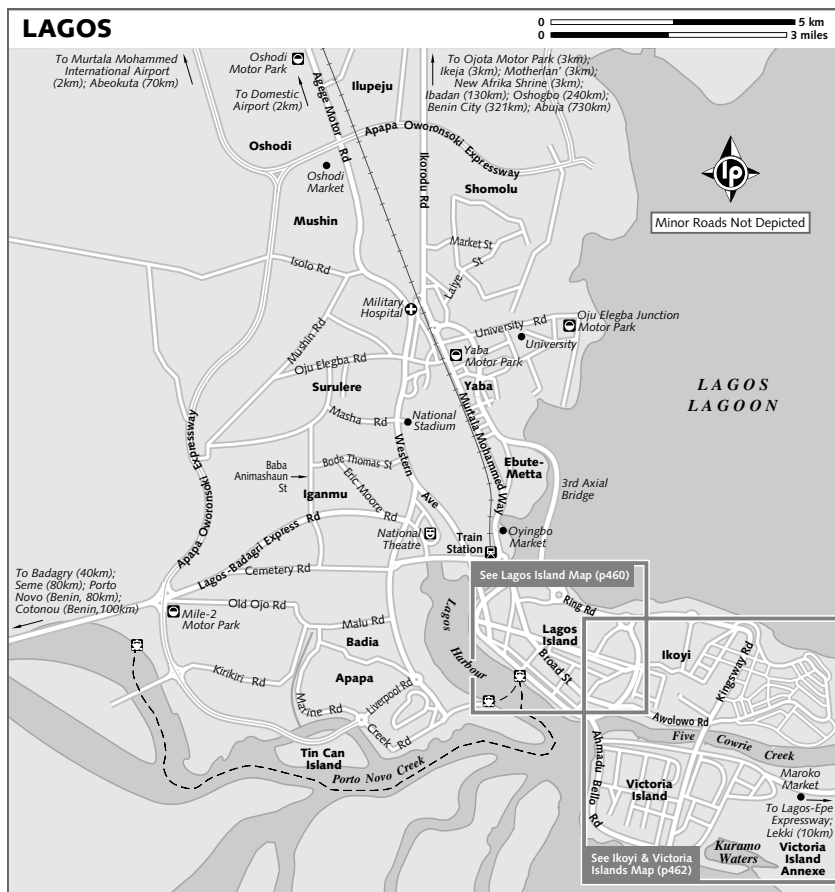 LAGOS
0 5 km
0 3 miles
To Murtala Mohammed
International Airport
(2km); Abeokuta (70km)
Oshodi
Motor Park
To Domestic
Airport (2km)
Agege Motor Rd
Ilupeju
To Ojota Motor Park (3km);
Ikeja (3km); Motherlan' (3km);
New Afrika Shrine (3km);
Ibadan (130km); Oshogbo (240km);
Benin City (321km); Abuja (730km)
Oshodi
Apapa Oworonsoki Expressway
Oshodi
Market
Ikorodu Rd
Shomolu
lp
Minor Roads Not Depicted
Mushin
Market St
Isolo Rd
Laiye St
Military
Hospital
Mushin Rd
University Rd
Oju Elegba Junction
Motor Park
University
Yaba
Motor Park
Oju Elegba Rd
Surulere
Yaba
LAGOS
LAGOON
Masha Rd
National
Stadium
Murtala Mohammed Way
Apapa Oworonsoki Expressway
Western Ave
Baba
Animashaun
St
Bode Thomas St
Eric Moore Rd
Iganmu
Ebute-
Metta
3rd Axial
Bridge
Lagos-Badagri Express Rd
National
Theatre
Train
Station
Oyingbo
Market
Cemetery Rd
To Badagry (40km);
Seme (80km); Porto
Novo (Benin, 80km);
Cotonou (Benin,100km)
See Lagos Island Map (p460)
Old Ojo Rd
Mile-2
Motor Park
Malu Rd
Badia
Lagos Harbour
Ring Rd
Lagos
Island
Broad St
Ikoyi
Kingsway Rd
Kirikiri Rd
Apapa
Marine Rd
Liverpool Rd
Creek Rd
Awolowo Rd
Five Cowrie Creek
Tin Can
Island
Porto Novo Creek
Ahmadu Bello Rd
Victoria
Island
Maroko
Market
To Lagos-Epe
Expressway;
Lekki (10km)
Kuramo
Waters
Victoria
Island
Annexe
See Ikoyi & Victoria
Islands Map (p462)